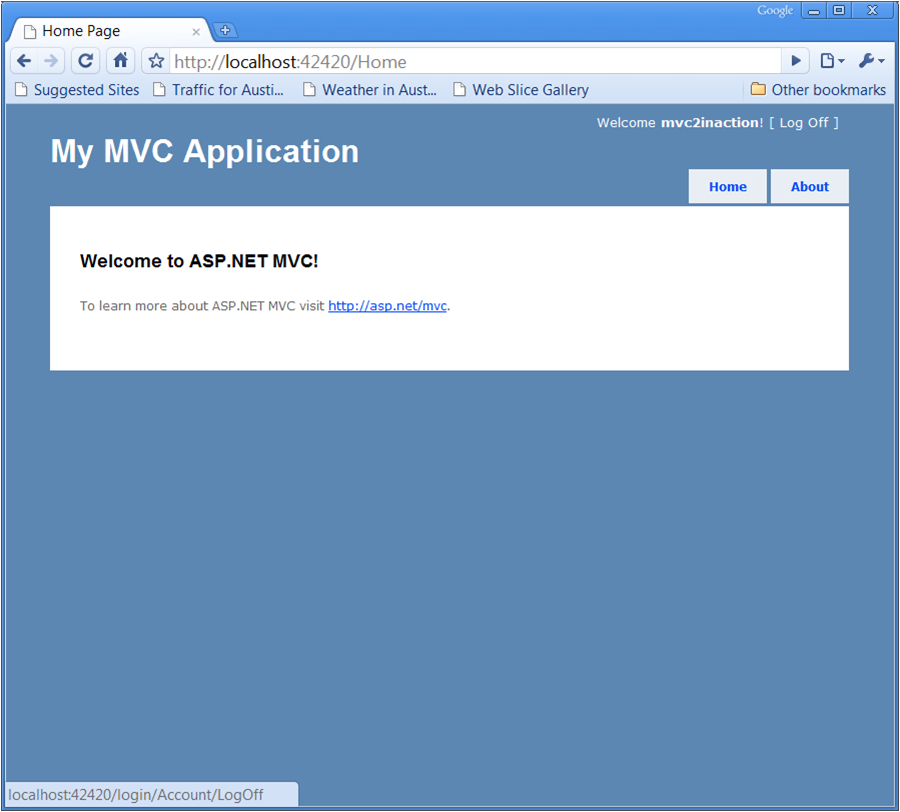 Google
Home Page
http://localhost:42420/Home
Suggested Sites Traffic for Austi... Weather in Aust... Web Slice Gallery Other bookmarks
Welcome mvc2inaction! [ Log Off ]
My MVC Application
Home About
Welcome to ASP.NET MVC!
To learn more about ASP.NET MVC visit http://asp.net/mvc.
localhost:42420/login/Account/LogOff